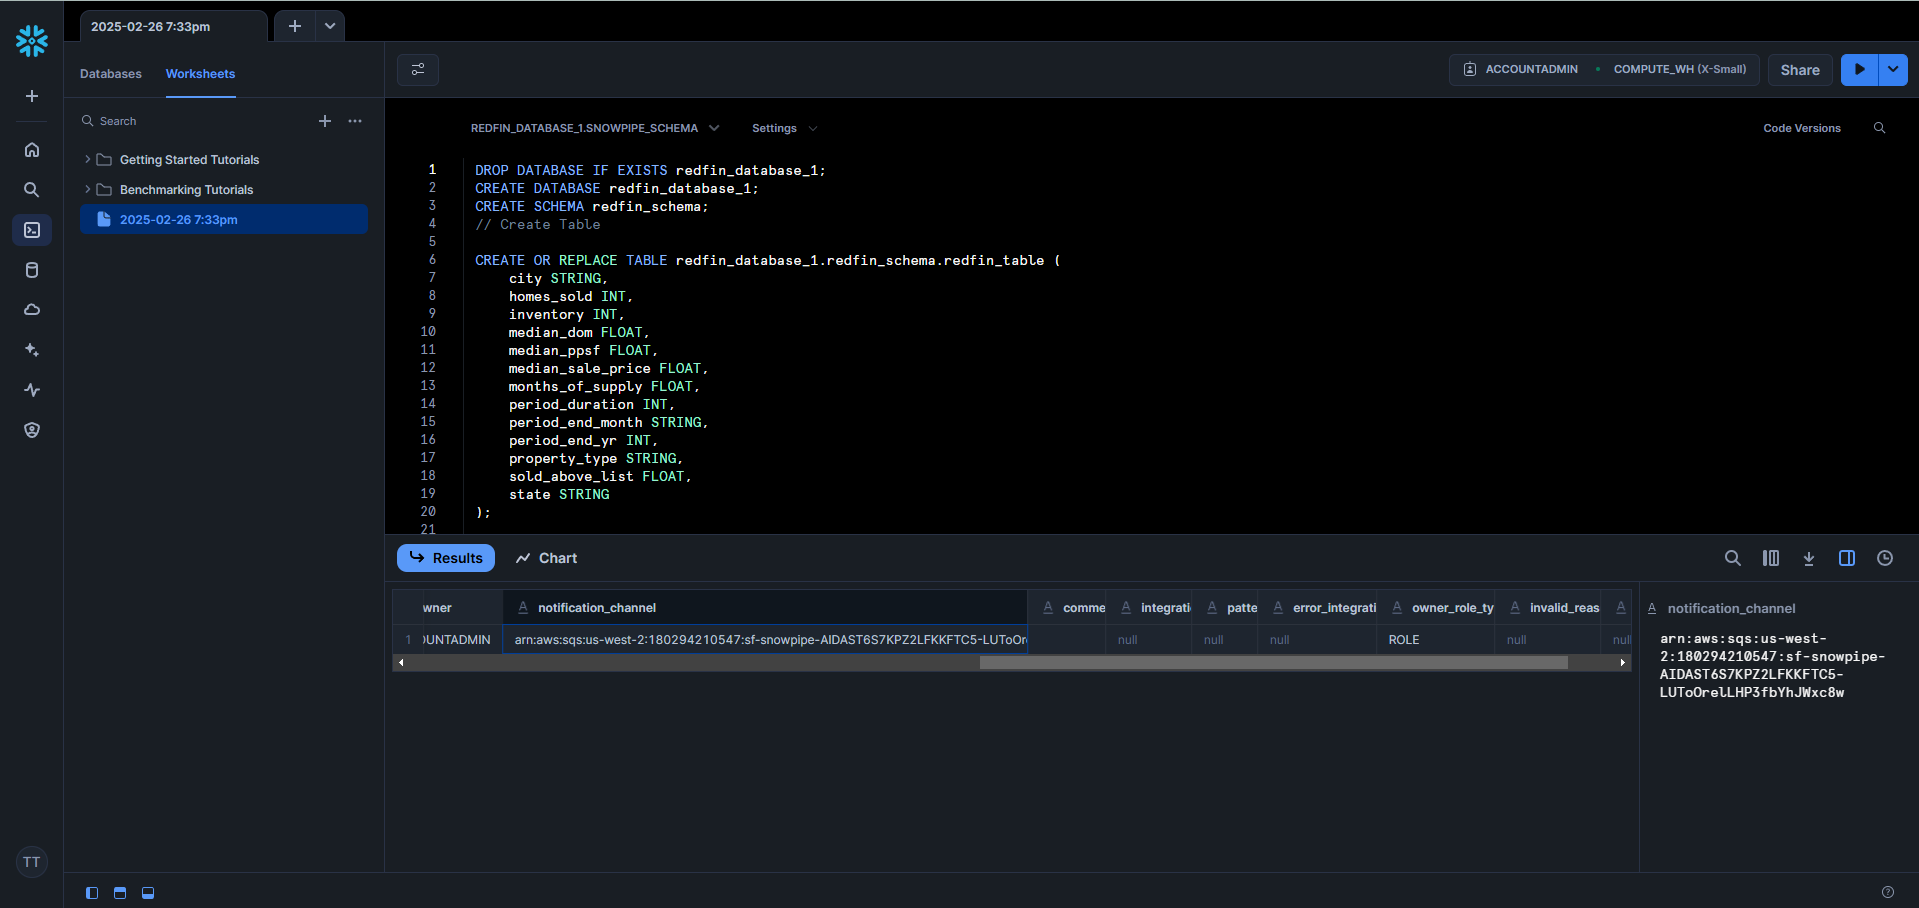 2025-02-26 7:33pm
Databases
Worksheets
ACCOUNTADMIN
COMPUTE_WH (X-Small)
Share
Search
Getting Started Tutorials
Benchmarking Tutorials
2025-02-26 7:33pm
REDFIN_DATABASE_1.SNOWPIPE_SCHEMA
Settings
Code Versions
1 DROP DATABASE IF EXISTS redfin_database_1;
2 CREATE DATABASE redfin_database_1;
3 CREATE SCHEMA redfin_schema;
4 // Create Table
5
6 CREATE OR REPLACE TABLE redfin_database_1.redfin_schema.redfin_table (
7 city STRING,
8 homes_sold INT,
9 inventory INT,
10 median_dom FLOAT,
11 median_ppsf FLOAT,
12 median_sale_price FLOAT,
13 months_of_supply FLOAT,
14 period_duration INT,
15 period_end_month STRING,
16 period_end_yr INT,
17 property_type STRING,
18 sold_above_list FLOAT,
19 state STRING
20 );
21
Results
Chart
wner A notification_channel A comme A integrati A patte A error_integrati A owner_role_ty A invalid_reas A
1 OUNTADMIN arn:aws:sqs:us-west-2:180294210547:sf-snowpipe-AIDAST6S7KPZ2LFKKFTC5-LUToOr null null null ROLE null nul
A notification_channel
arn:aws:sqs:us-west-
2:180294210547:sf-snowpipe-
AIDAST6S7KPZ2LFKKFTC5-
LUToOrelLHP3fbYhJWxc8w
TT